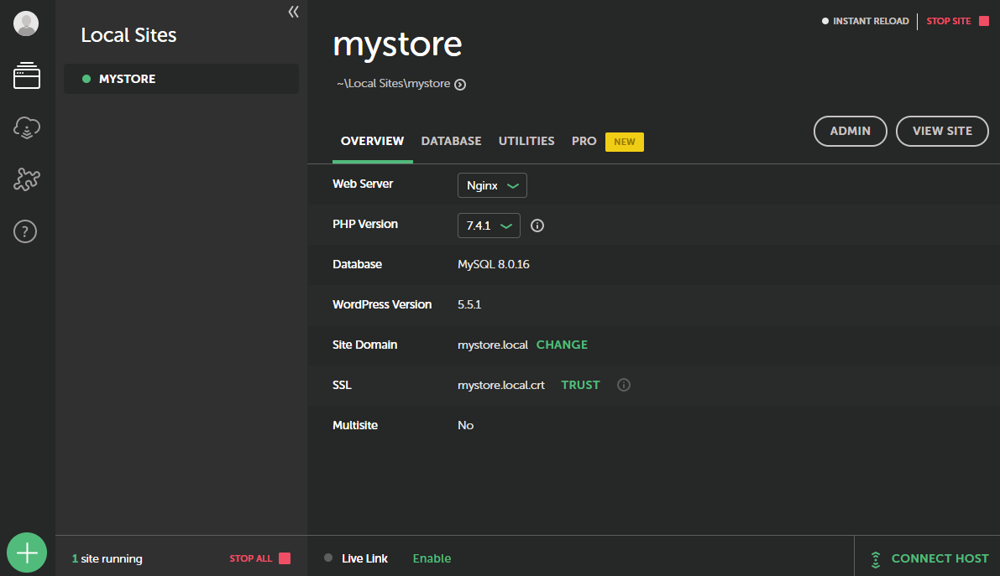 Local Sites
MYSTORE
1 site running
STOP ALL
mystore
~\Local Sites\mystore
INSTANT RELOAD
STOP SITE
ADMIN
VIEW SITE
OVERVIEW DATABASE UTILITIES PRO NEW
Web Server Nginx
PHP Version 7.4.1
Database MySQL 8.0.16
WordPress Version 5.5.1
Site Domain mystore.local CHANGE
SSL mystore.local.crt TRUST
Multisite No
Live Link Enable
CONNECT HOST